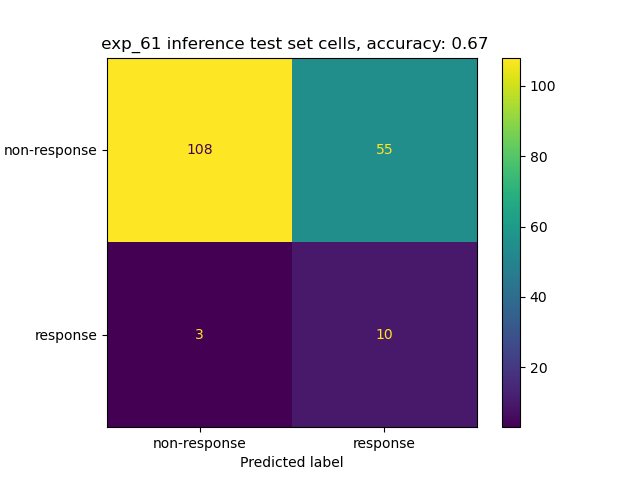 exp_61 inference test set cells, accuracy: 0.67
non-response
108
55
response
3
10
non-response
response
Predicted label
100
80
60
40
20